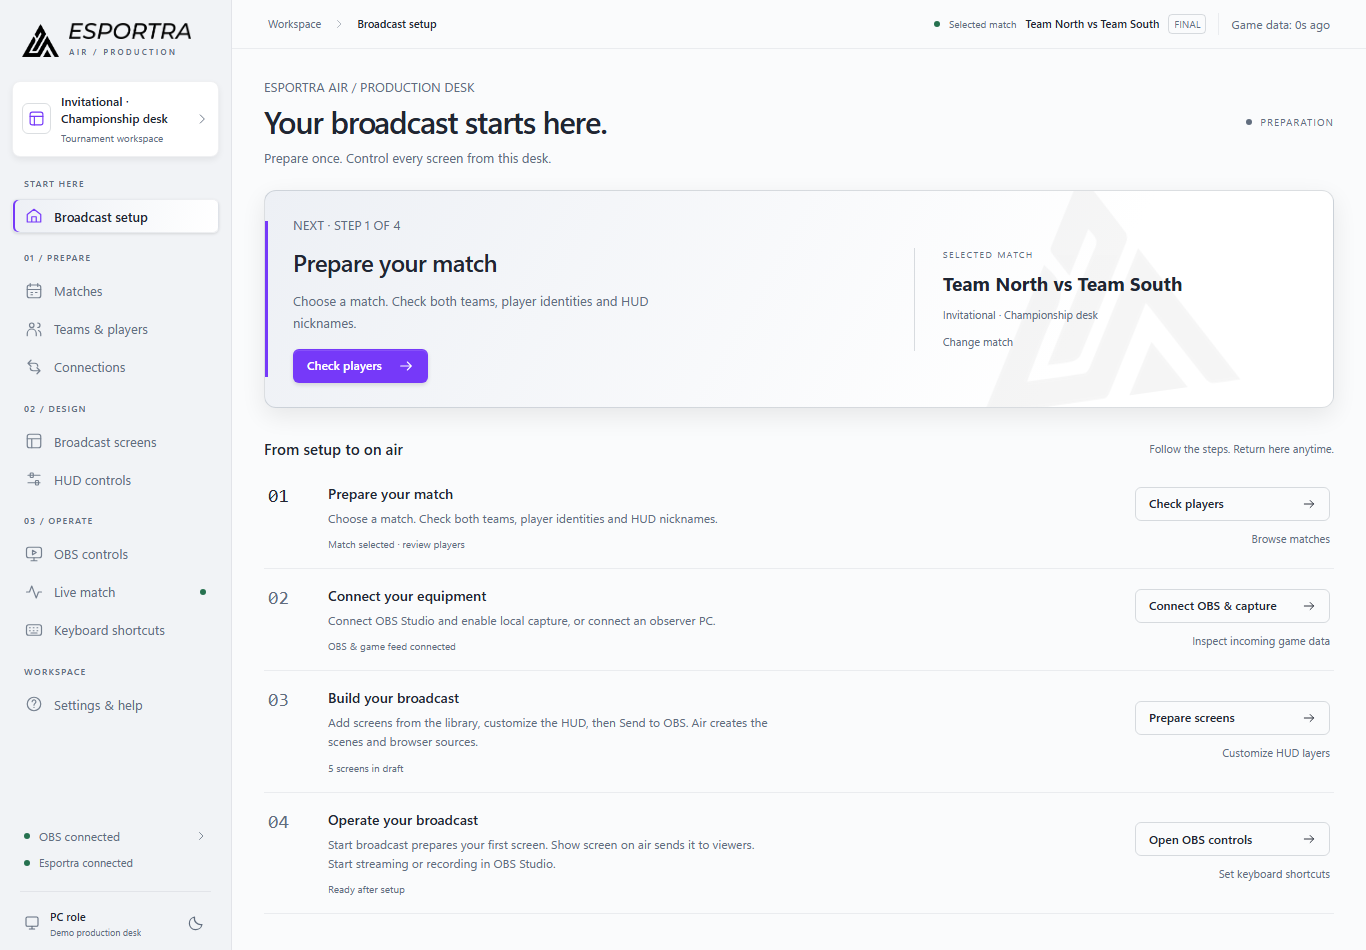 ESPORTRA
AIR / PRODUCTION
Invitational ·
Championship desk
Tournament workspace
START HERE
Broadcast setup
01 / PREPARE
Matches
Teams & players
Connections
02 / DESIGN
Broadcast screens
HUD controls
03 / OPERATE
OBS controls
Live match
Keyboard shortcuts
WORKSPACE
Settings & help
OBS connected
Esportra connected
PC role
Demo production desk
Workspace
Broadcast setup
Selected match Team North vs Team South FINAL
Game data: 0s ago
ESPORTRA AIR / PRODUCTION DESK
Your broadcast starts here.
Prepare once. Control every screen from this desk.
PREPARATION
NEXT · STEP 1 OF 4
Prepare your match
Choose a match. Check both teams, player identities and HUD
nicknames.
Check players
SELECTED MATCH
Team North vs Team South
Invitational · Championship desk
Change match
From setup to on air
Follow the steps. Return here anytime.
01
Prepare your match
Choose a match. Check both teams, player identities and HUD nicknames.
Match selected · review players
Check players
Browse matches
02
Connect your equipment
Connect OBS Studio and enable local capture, or connect an observer PC.
OBS & game feed connected
Connect OBS & capture
Inspect incoming game data
03
Build your broadcast
Add screens from the library, customize the HUD, then Send to OBS. Air creates the
scenes and browser sources.
5 screens in draft
Prepare screens
Customize HUD layers
04
Operate your broadcast
Start broadcast prepares your first screen. Show screen on air sends it to viewers.
Start streaming or recording in OBS Studio.
Ready after setup
Open OBS controls
Set keyboard shortcuts